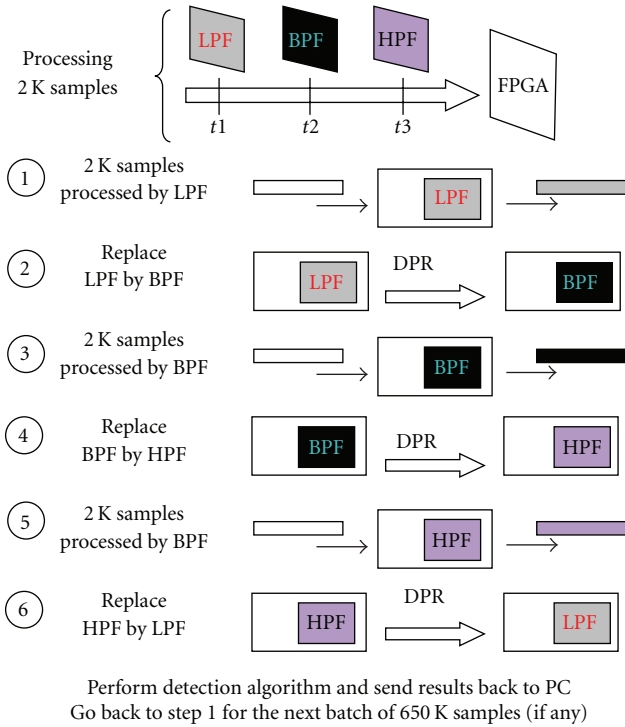 Processing
2 K samples
LPF
BPF
HPF
FPGA
t1
t2
t3
1
2 K samples
processed by LPF
LPF
2
Replace
LPF by BPF
LPF
DPR
BPF
3
2 K samples
processed by BPF
BPF
4
Replace
BPF by HPF
BPF
DPR
HPF
5
2 K samples
processed by BPF
HPF
6
Replace
HPF by LPF
HPF
DPR
LPF
Perform detection algorithm and send results back to PC
Go back to step 1 for the next batch of 650 K samples (if any)